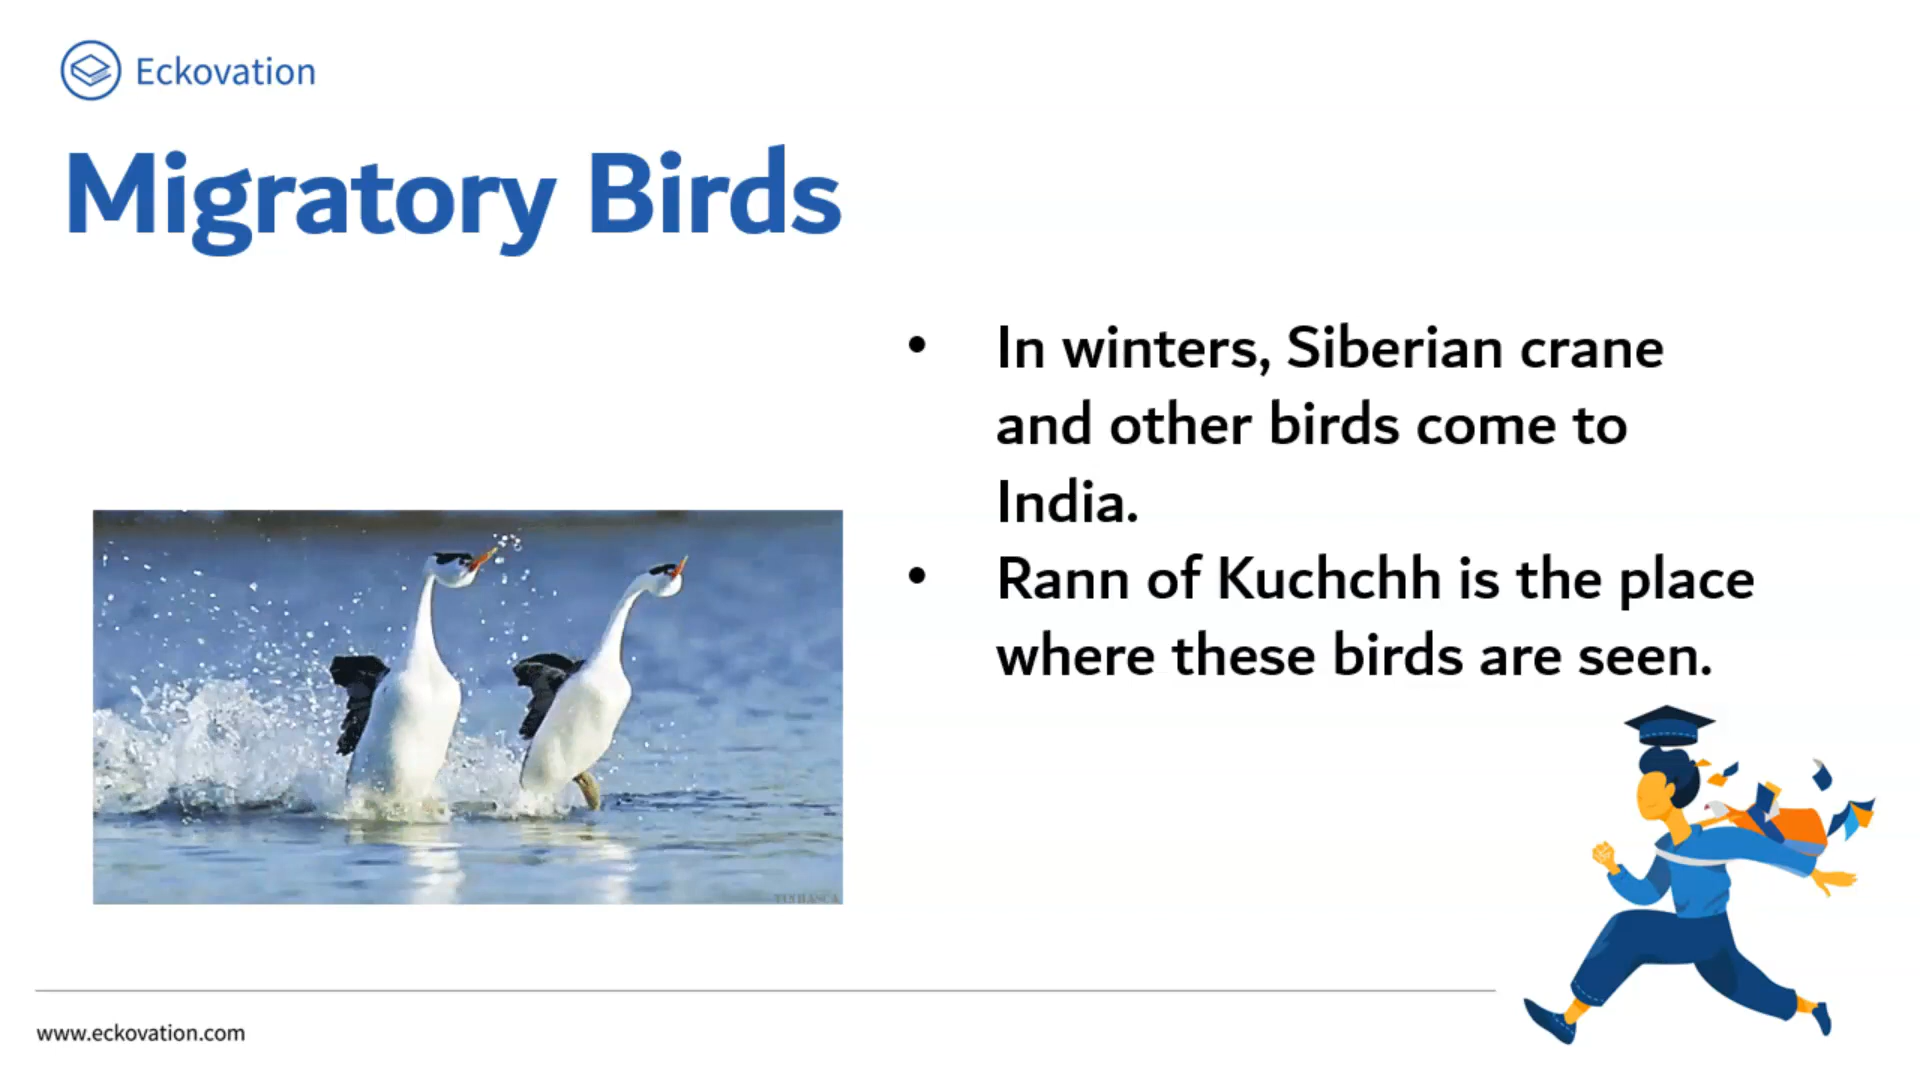 Eckovation
Migratory Birds
• In winters, Siberian crane
and other birds come to
India.
• Rann of Kuchchh is the place
where these birds are seen.
www.eckovation.com